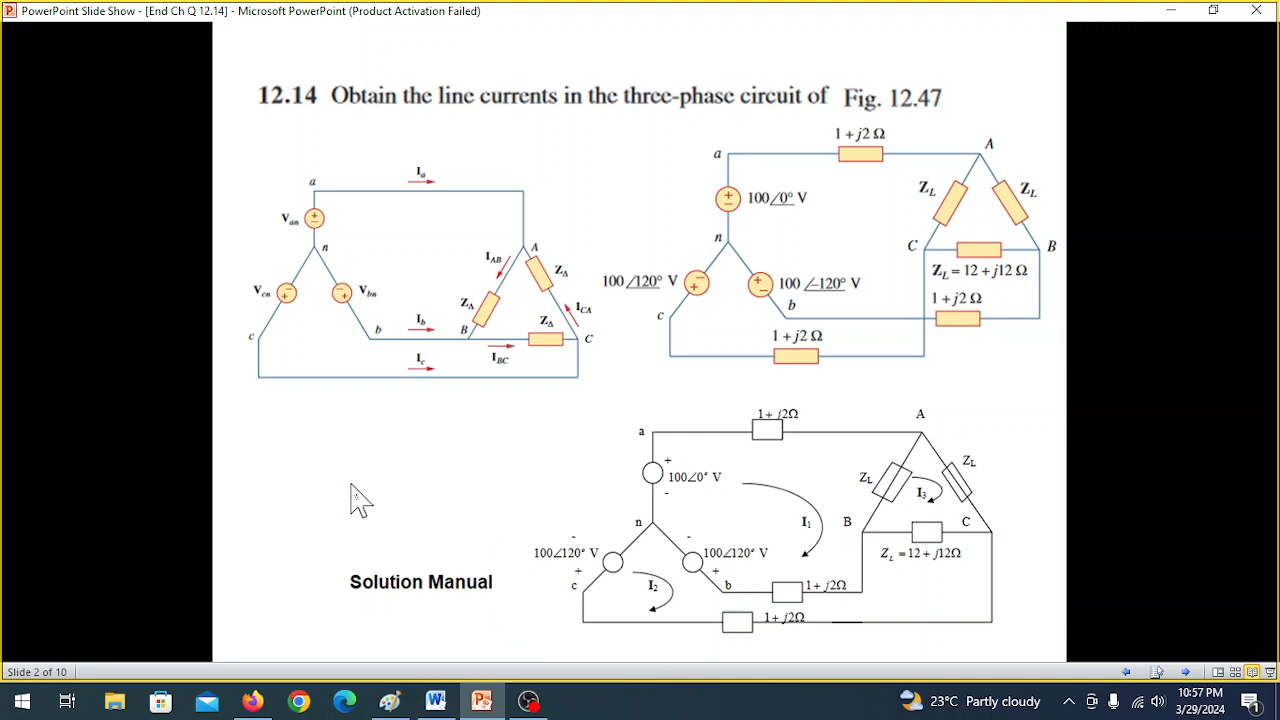 PowerPoint Slide Show - [End Ch Q 12.14] - Microsoft PowerPoint (Product Activation Failed)
12.14 Obtain the line currents in the three-phase circuit of Fig. 12.47
a
Ia
Van
n
Vcn
Vbn
c
b
Ib
Ic
IAB
A
ZΔ
ZΔ
ICA
B
ZΔ
IBC
C
1 + j2 Ω
a
A
100/0° V
ZL
ZL
n
C
B
100/120° V
100/–120° V
ZL = 12 + j12 Ω
b
1 + j2 Ω
c
1 + j2 Ω
1+ j2Ω
A
a
+
100∠0° V
-
ZL
ZL
I3
n
I1
B
C
-
-
100∠120° V
100∠120° V
ZL = 12 + j12Ω
+
+
c
I2
b
1+ j2Ω
1+ j2Ω
Solution Manual
Slide 2 of 10
23°C Partly cloudy
10:57 PM
3/29/2024
1